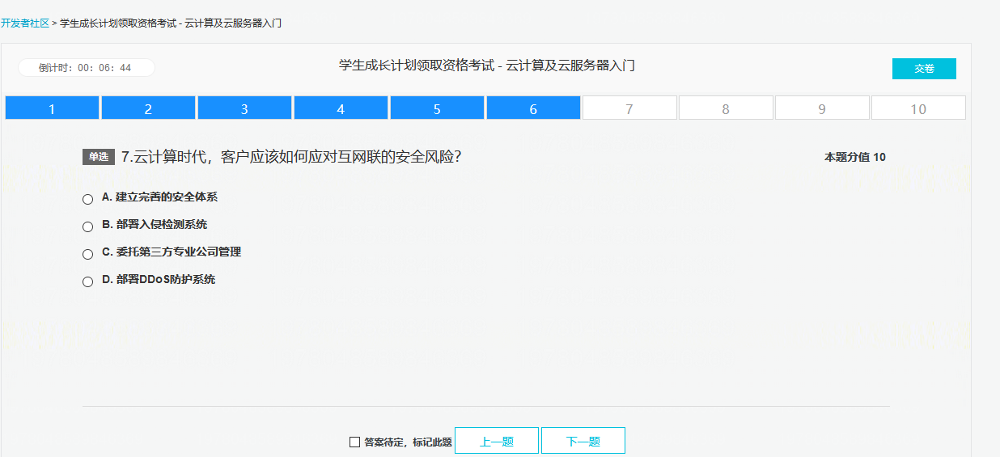 开发者社区 > 学生成长计划领取资格考试 - 云计算及云服务器入门
倒计时：00：06：44
学生成长计划领取资格考试 - 云计算及云服务器入门
交卷
1 2 3 4 5 6 7 8 9 10
单选 7.云计算时代，客户应该如何应对互网联的安全风险？
本题分值 10
A. 建立完善的安全体系
B. 部署入侵检测系统
C. 委托第三方专业公司管理
D. 部署DDoS防护系统
答案待定，标记此题 上一题 下一题